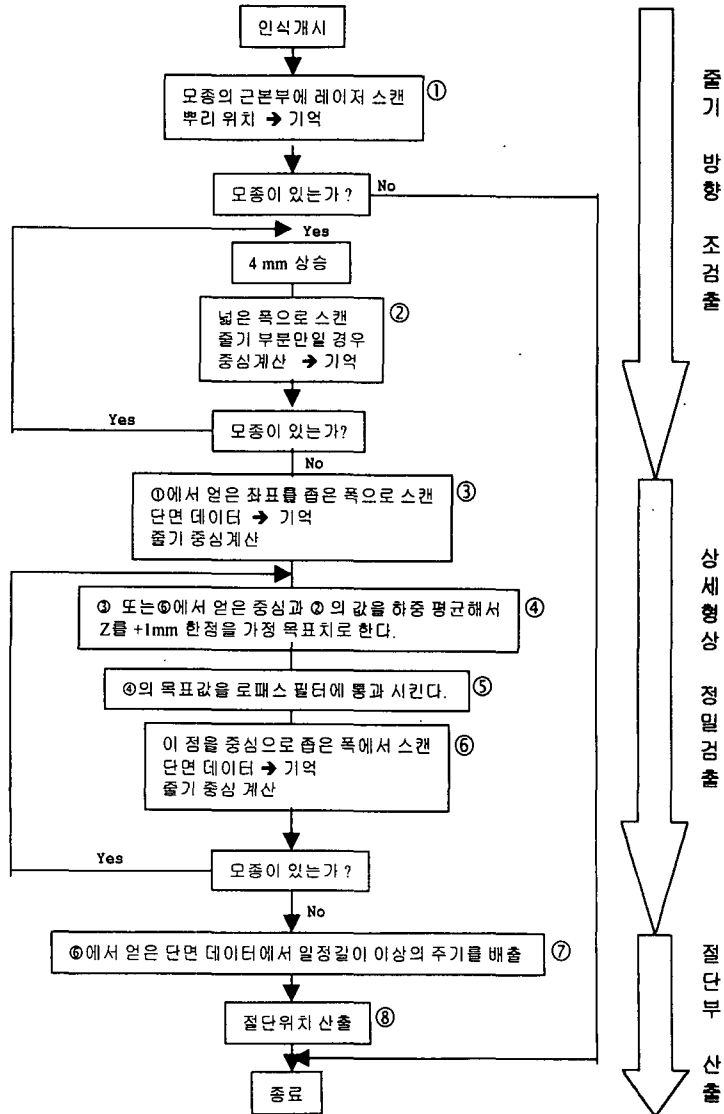 인식개시
모종의 근본부에 레이저 스캔
뿌리 위치 ➔ 기억
①
모종이 있는가?
No
Yes
4 mm 상승
넓은 폭으로 스캔
줄기 부분만일 경우
중심계산 ➔ 기억
②
모종이 있는가?
Yes
No
①에서 얻은 좌표를 좁은 폭으로 스캔
단면 데이터 ➔ 기억
줄기 중심계산
③
③ 또는⑥에서 얻은 중심과 ②의 값을 하중 평균해서
Z를 +1mm 한정을 가정 목표치로 한다.
④
④의 목표값을 로패스 필터에 통과 시킨다.
⑤
이 점을 중심으로 좁은 폭에서 스캔
단면 데이터 ➔ 기억
줄기 중심 계산
⑥
모종이 있는가?
Yes
No
⑥에서 얻은 단면 데이터에서 일정길이 이상의 주기를 배출
⑦
절단위치 산출
⑧
종료
줄기 방향 조검출
상세형상 정밀검출
절단부 산출